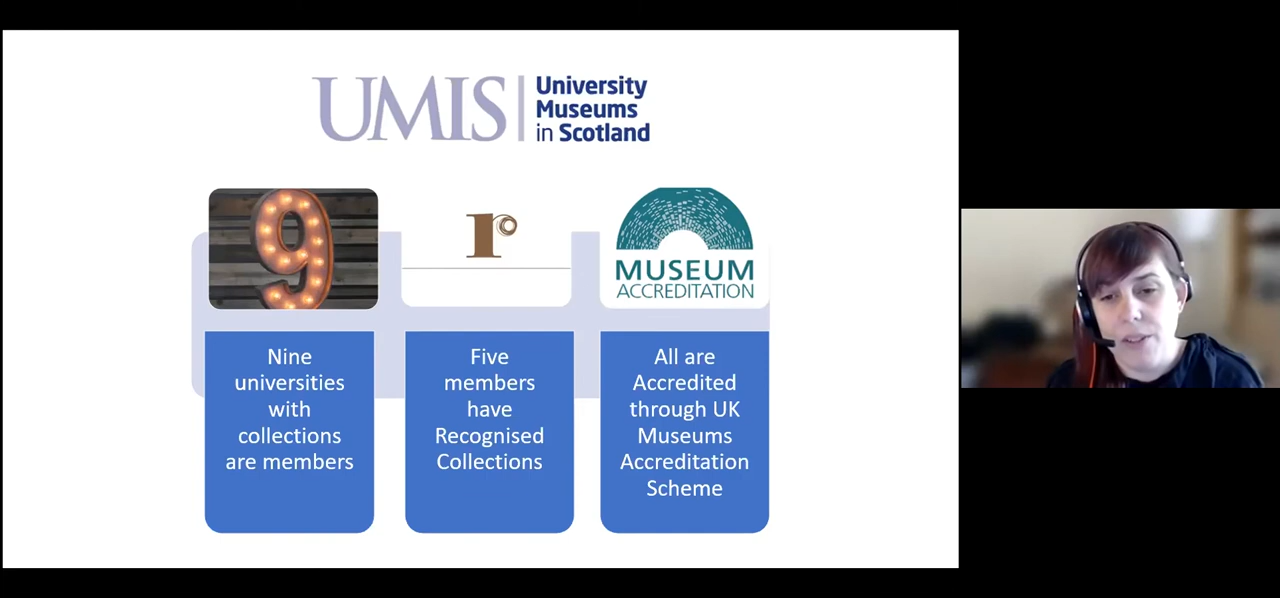 UMIS
University
Museums
in Scotland
9
r
MUSEUM
ACCREDITATION
Nine
universities
with
collections
are members
Five
members
have
Recognised
Collections
All are
Accredited
through UK
Museums
Accreditation
Scheme